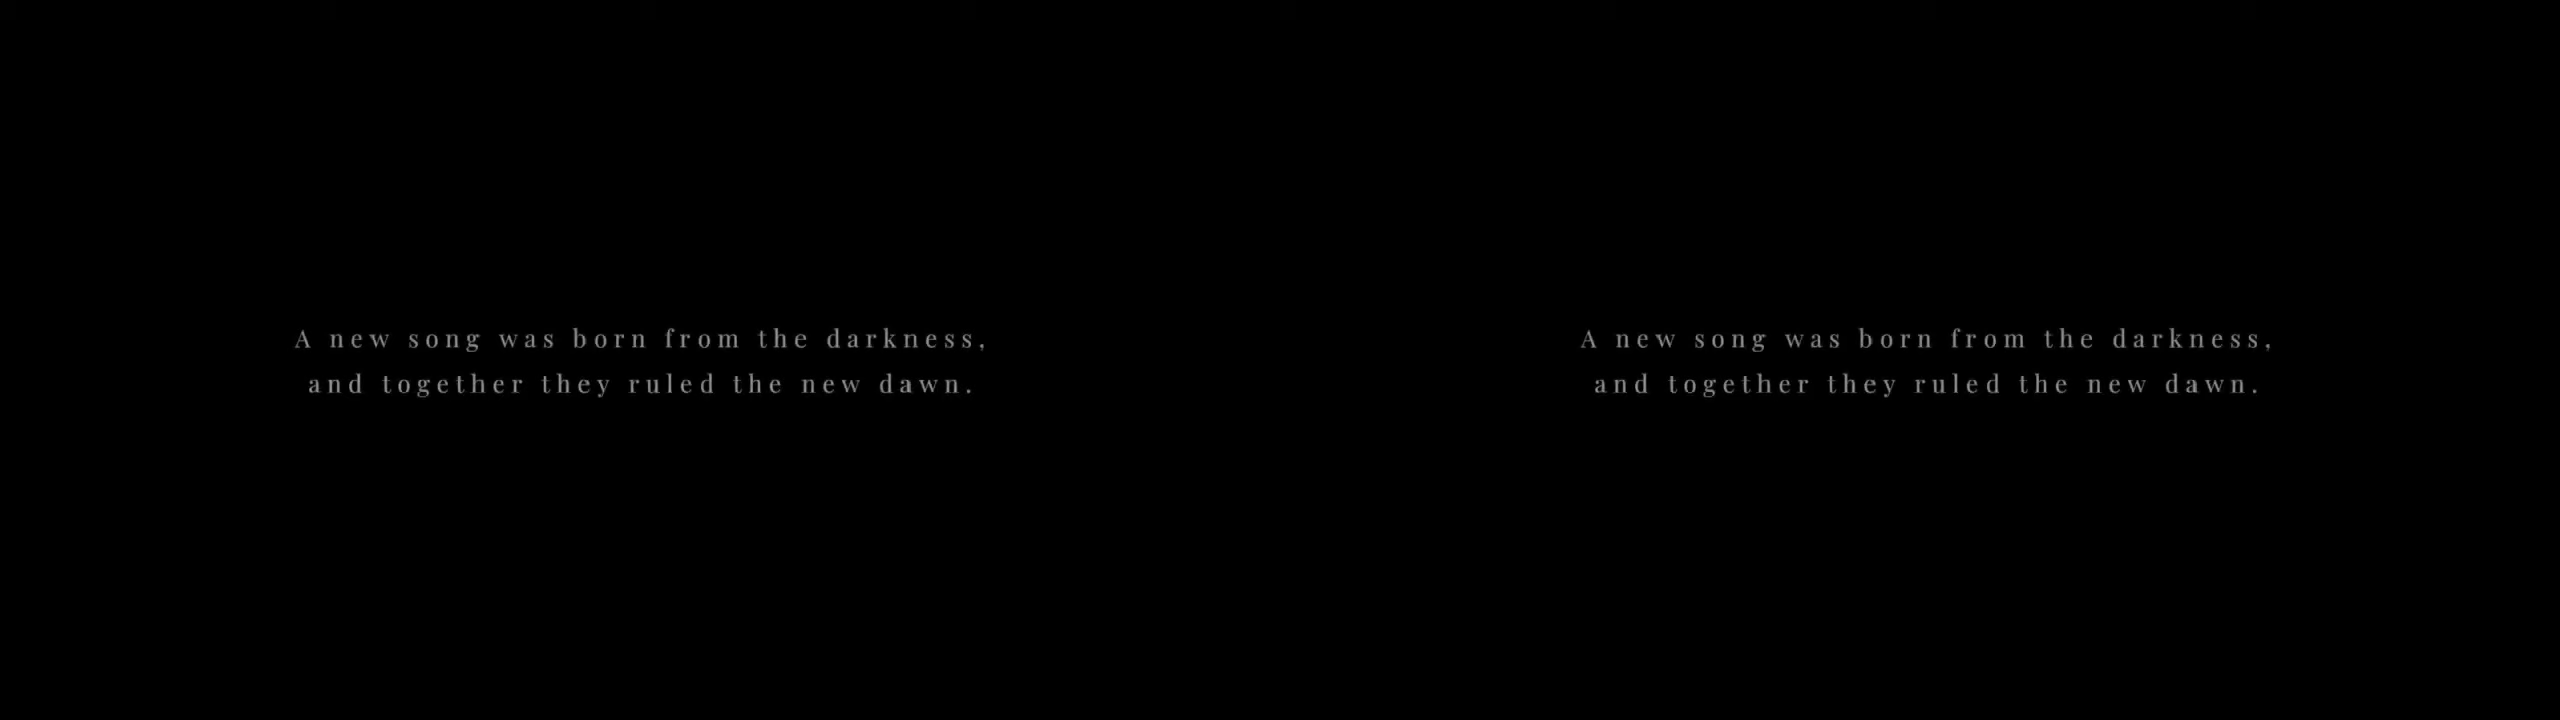 A new song was born from the darkness,
and together they ruled the new dawn.
A new song was born from the darkness,
and together they ruled the new dawn.